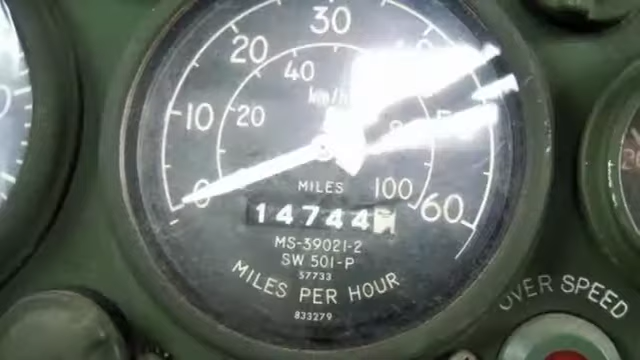 30
20
40
10
20
km/h
0
MILES
100
60
14744
MS-39021-2
SW 501-P
57733
MILES PER HOUR
833279
OVER SPEED